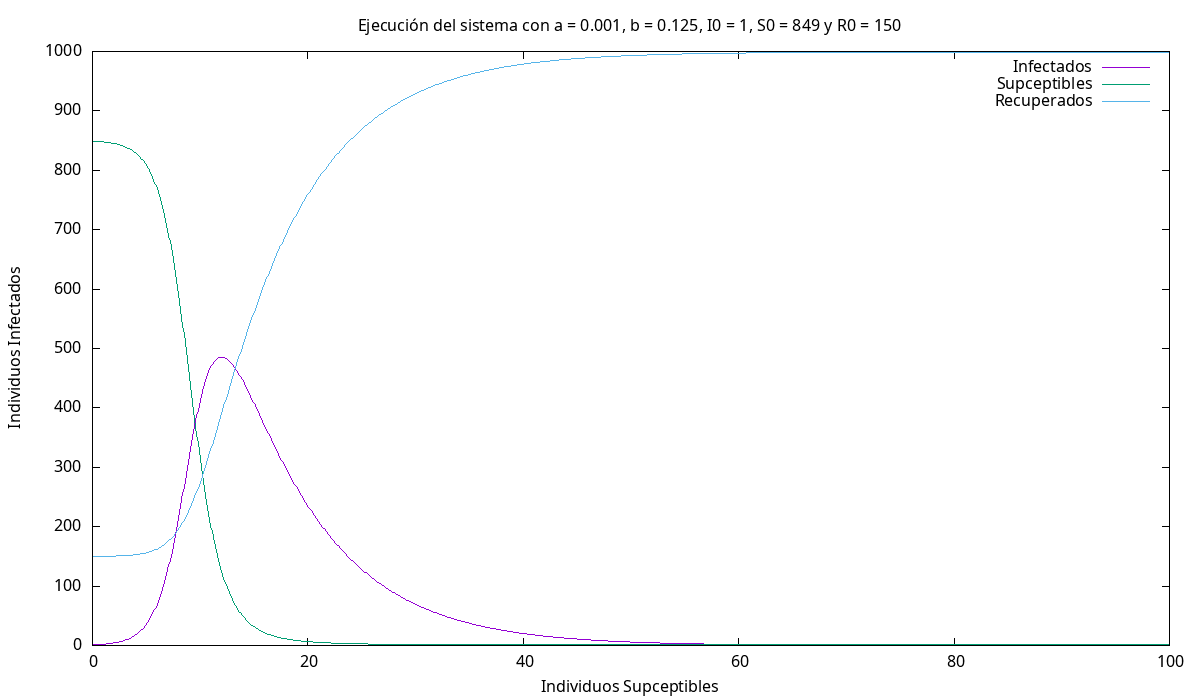 Ejecución del sistema con a = 0.001, b = 0.125, I0 = 1, S0 = 849 y R0 = 150
Infectados
Supceptibles
Recuperados
1000
900
800
700
600
500
400
300
200
100
0
Individuos Infectados
0 20 40 60 80 100
Individuos Supceptibles